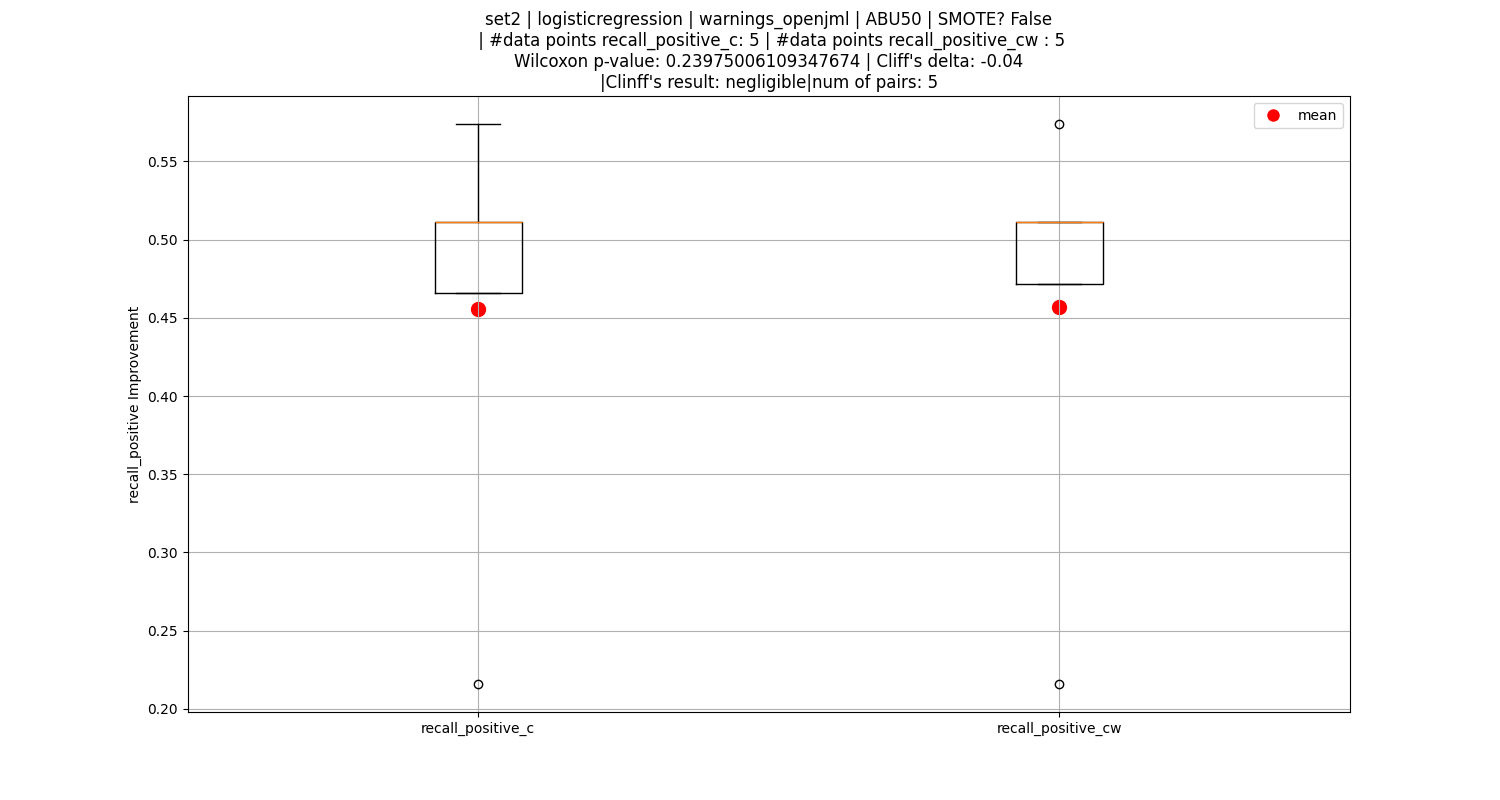 set2 | logisticregression | warnings_openjml | ABU50 | SMOTE? False
| #data points recall_positive_c: 5 | #data points recall_positive_cw : 5
Wilcoxon p-value: 0.23975006109347674 | Cliff's delta: -0.04
|Clinff's result: negligible|num of pairs: 5
mean
recall_positive Improvement
0.55
0.50
0.45
0.40
0.35
0.30
0.25
0.20
recall_positive_c
recall_positive_cw